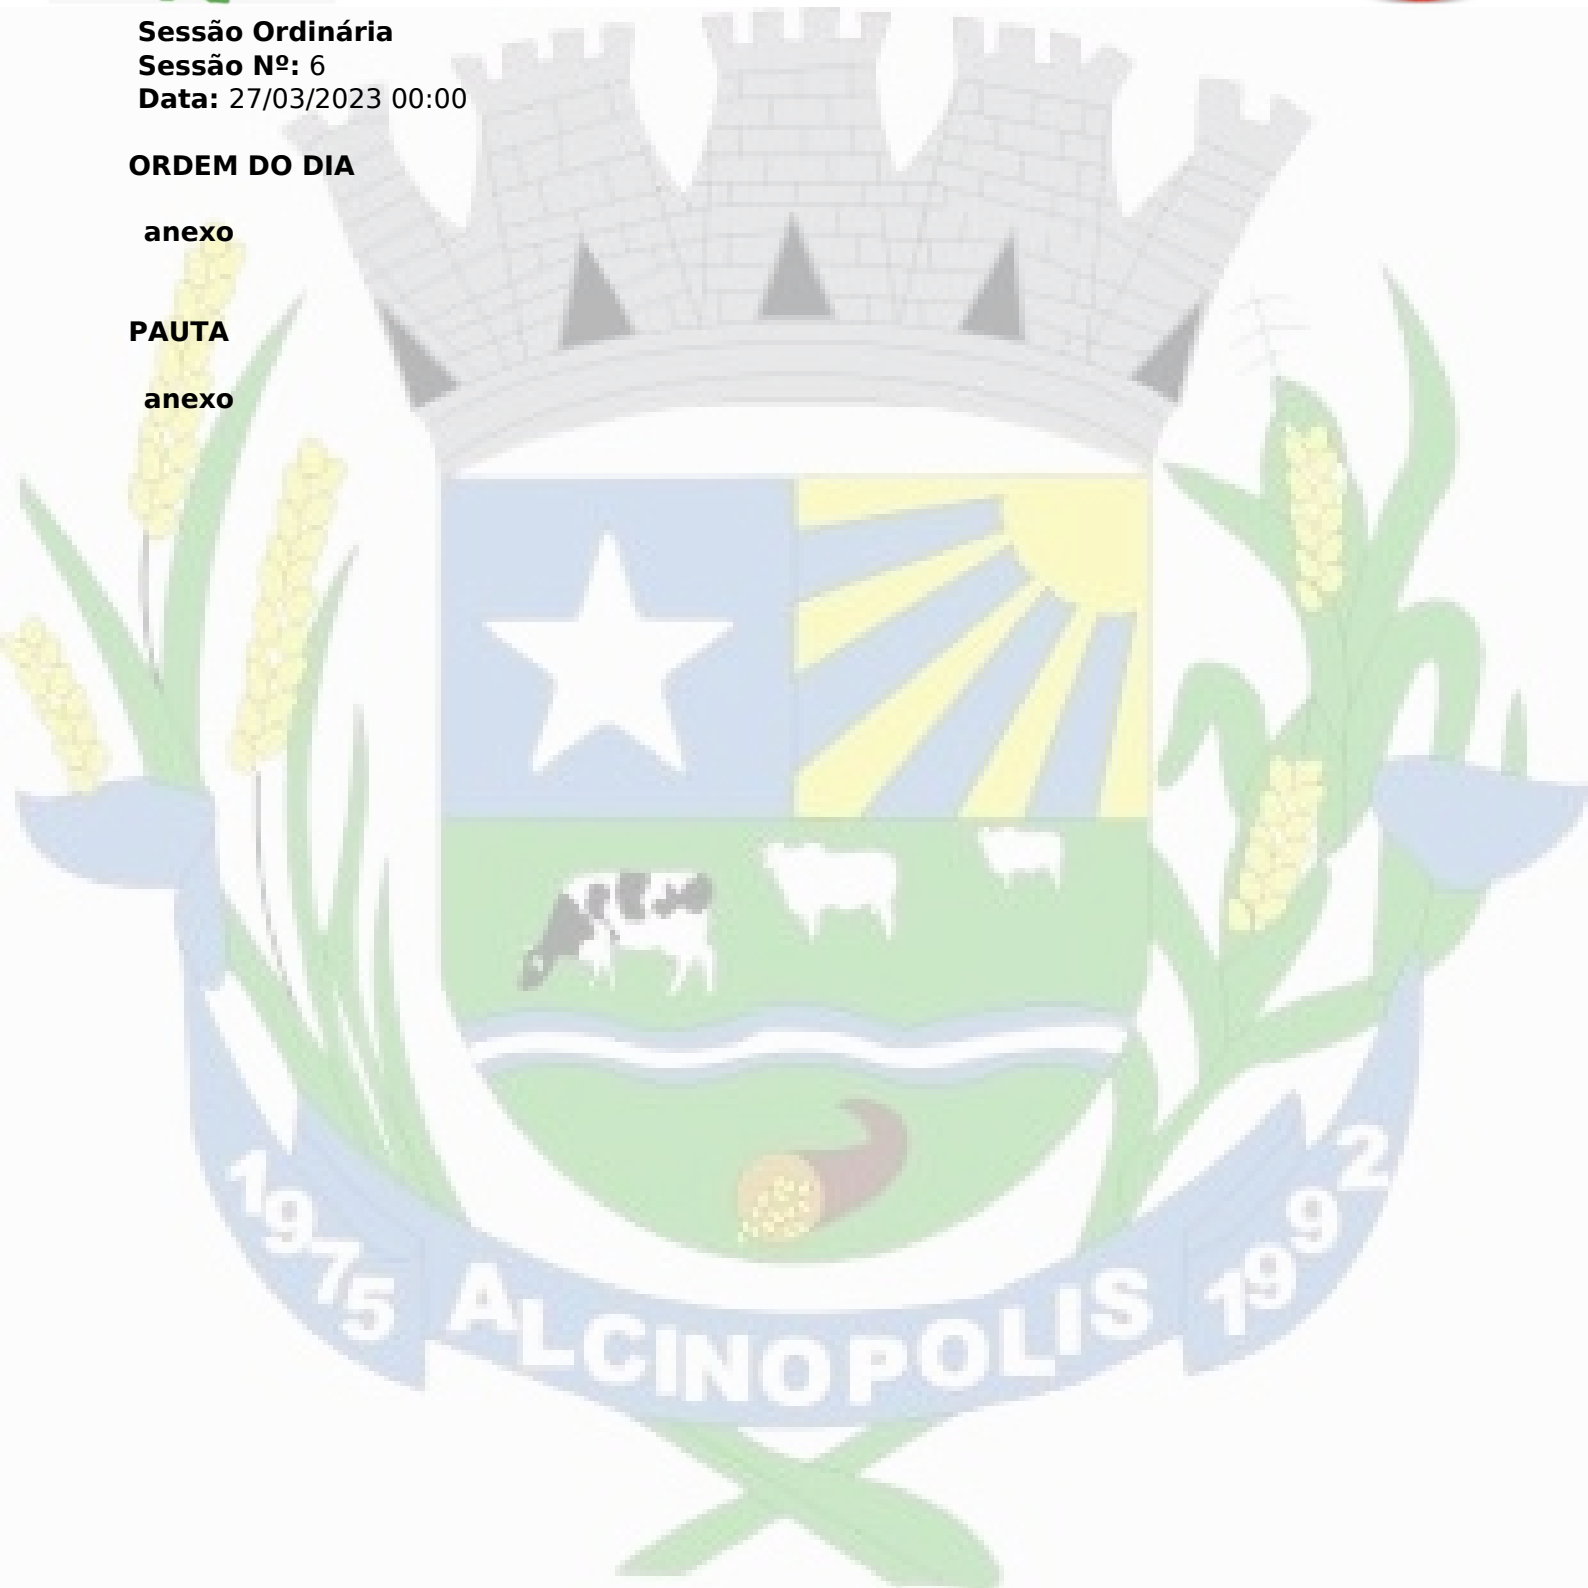 Sessão Ordinária
Sessão Nº: 6
Data: 27/03/2023 00:00
ORDEM DO DIA
anexo
PAUTA
anexo
1975 ALCINOPOLIS 1992